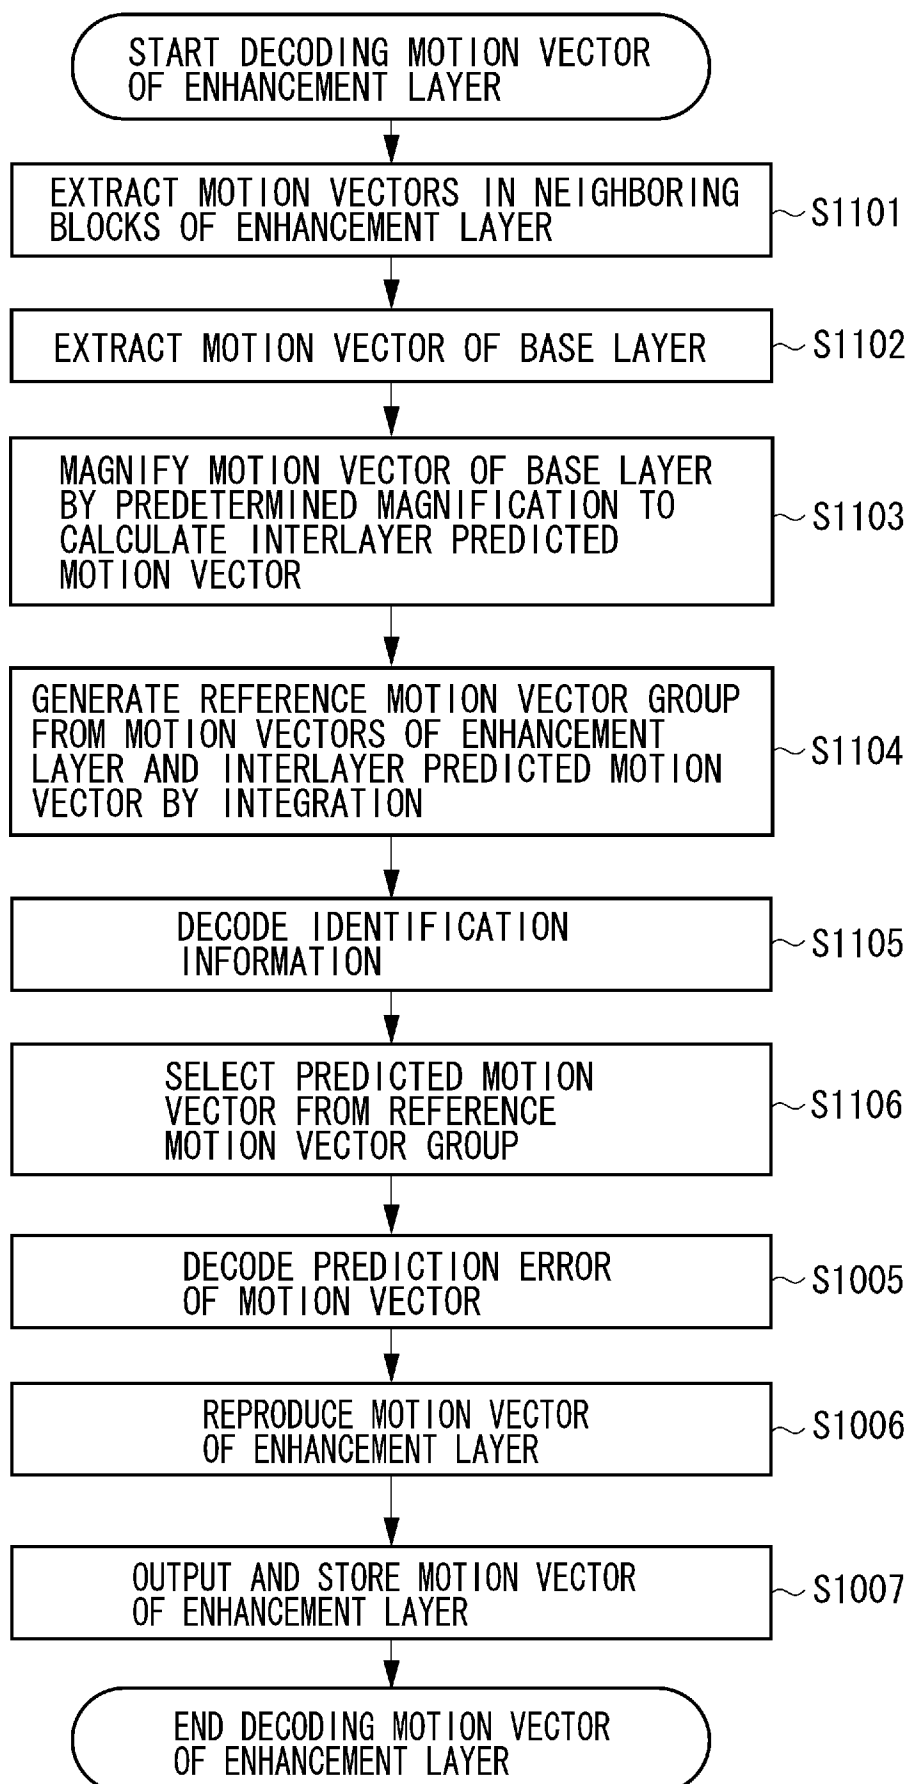 START DECODING MOTION VECTOR
OF ENHANCEMENT LAYER
EXTRACT MOTION VECTORS IN NEIGHBORING
BLOCKS OF ENHANCEMENT LAYER
S1101
EXTRACT MOTION VECTOR OF BASE LAYER
S1102
MAGNIFY MOTION VECTOR OF BASE LAYER
BY PREDETERMINED MAGNIFICATION TO
CALCULATE INTERLAYER PREDICTED
MOTION VECTOR
S1103
GENERATE REFERENCE MOTION VECTOR GROUP
FROM MOTION VECTORS OF ENHANCEMENT
LAYER AND INTERLAYER PREDICTED MOTION
VECTOR BY INTEGRATION
S1104
DECODE IDENTIFICATION
INFORMATION
S1105
SELECT PREDICTED MOTION
VECTOR FROM REFERENCE
MOTION VECTOR GROUP
S1106
DECODE PREDICTION ERROR
OF MOTION VECTOR
S1005
REPRODUCE MOTION VECTOR
OF ENHANCEMENT LAYER
S1006
OUTPUT AND STORE MOTION VECTOR
OF ENHANCEMENT LAYER
S1007
END DECODING MOTION VECTOR
OF ENHANCEMENT LAYER